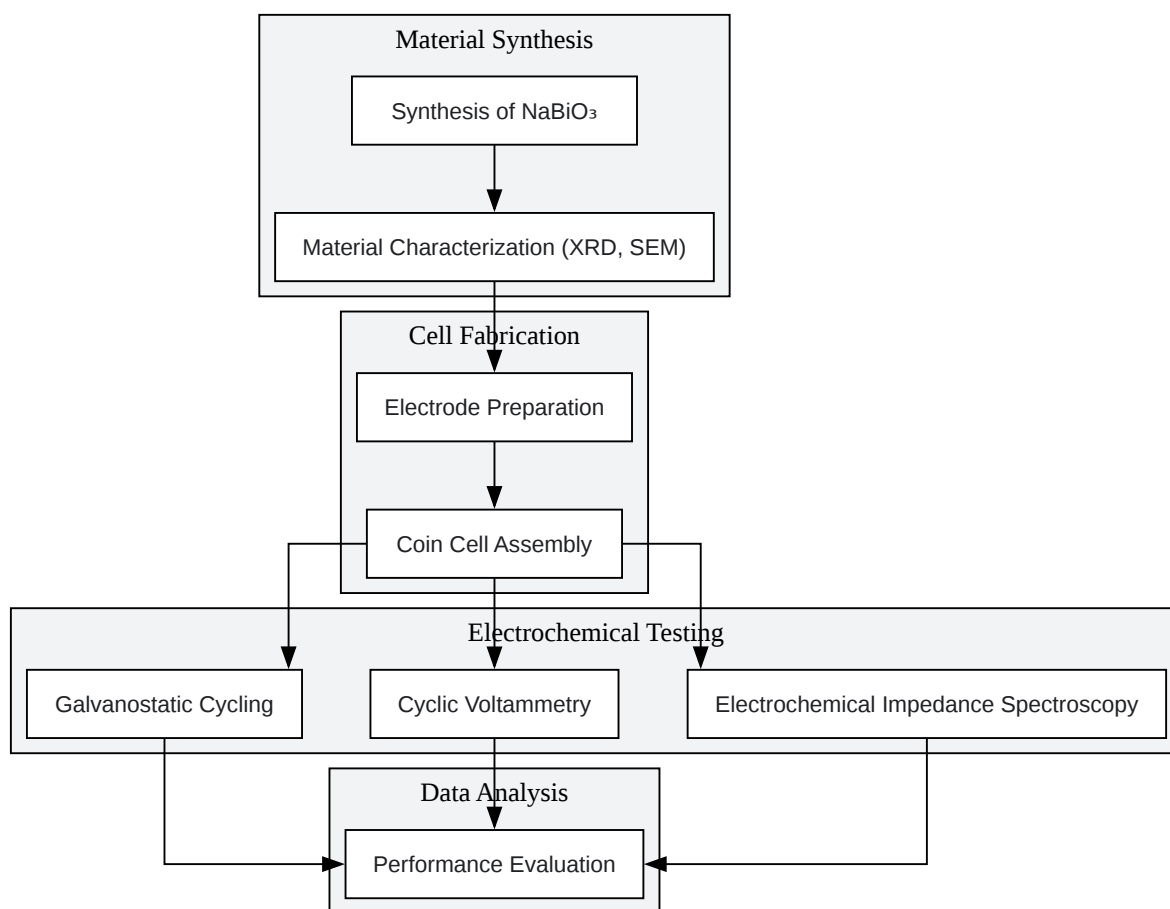 Material Synthesis
Synthesis of NaBiO₃
Material Characterization (XRD, SEM)
Cell Fabrication
Electrode Preparation
Coin Cell Assembly
Electrochemical Testing
Galvanostatic Cycling
Cyclic Voltammetry
Electrochemical Impedance Spectroscopy
Data Analysis
Performance Evaluation